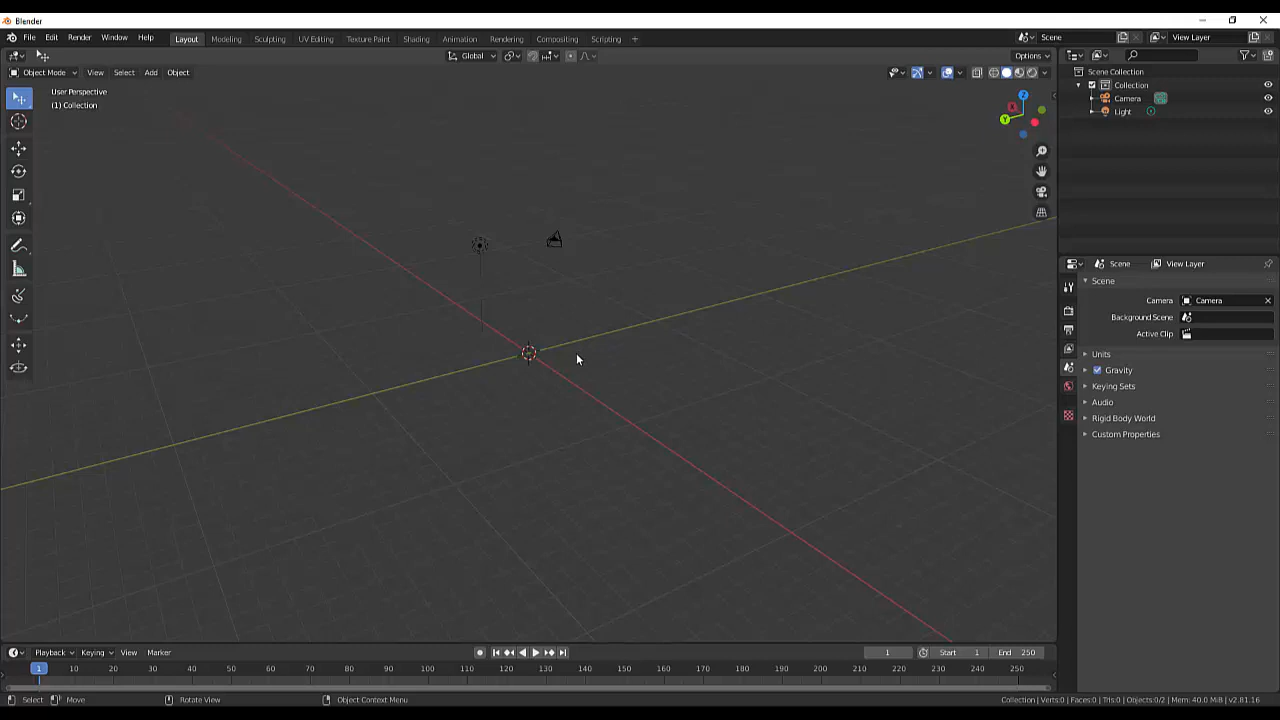 Blender
File Edit Render Window Help Layout Modeling Sculpting UV Editing Texture Paint Shading Animation Rendering Compositing Scripting + Scene View Layer
Global Options
Object Mode View Select Add Object
User Perspective
(1) Collection
Z
X
Y
Scene Collection
Collection
Camera
Light
Scene View Layer
Scene
Camera Camera
Background Scene
Active Clip
Units
Gravity
Keying Sets
Audio
Rigid Body World
Custom Properties
Playback Keying View Marker 1 Start 1 End 250
1 10 20 30 40 50 60 70 80 90 100 110 120 130 140 150 160 170 180 190 200 210 220 230 240 250
Select Move Rotate View Object Context Menu Collection | Verts:0 | Faces:0 | Tris:0 | Objects:0/2 | Mem: 40.0 MiB | v2.81.16